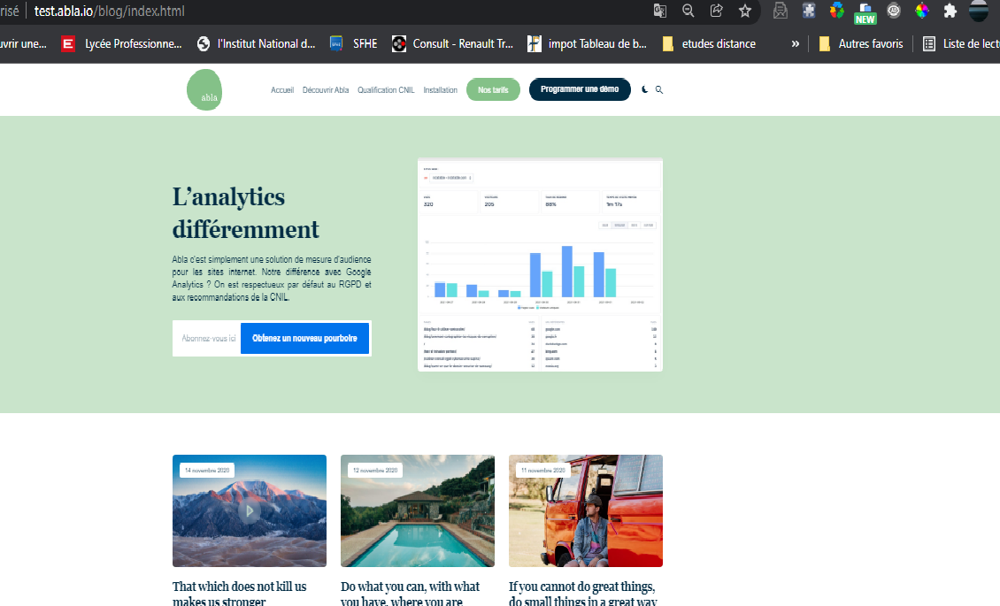 risé test.abla.io/blog/index.html
NEW
uvrir une... Lycée Professionne... l'Institut National d... SFHE Consult - Renault Tr... impot Tableau de b... etudes distance » Autres favoris Liste de lect
abla Accueil Découvrir Abla Qualification CNIL Installation Nos tarifs Programmer une démo
L'analytics
différemment
Abla c'est simplement une solution de mesure d'audience
pour les sites internet. Notre différence avec Google
Analytics ? On est respectueux par défaut au RGPD et
aux recommandations de la CNIL.
Abonnez-vous ici Obtenez un nouveau pourboire
320 205 88% 1m 17s
14 novembre 2020
12 novembre 2020
11 novembre 2020
That which does not kill us
makes us stronger
Do what you can, with what
you have, where you are
If you cannot do great things,
do small things in a great way